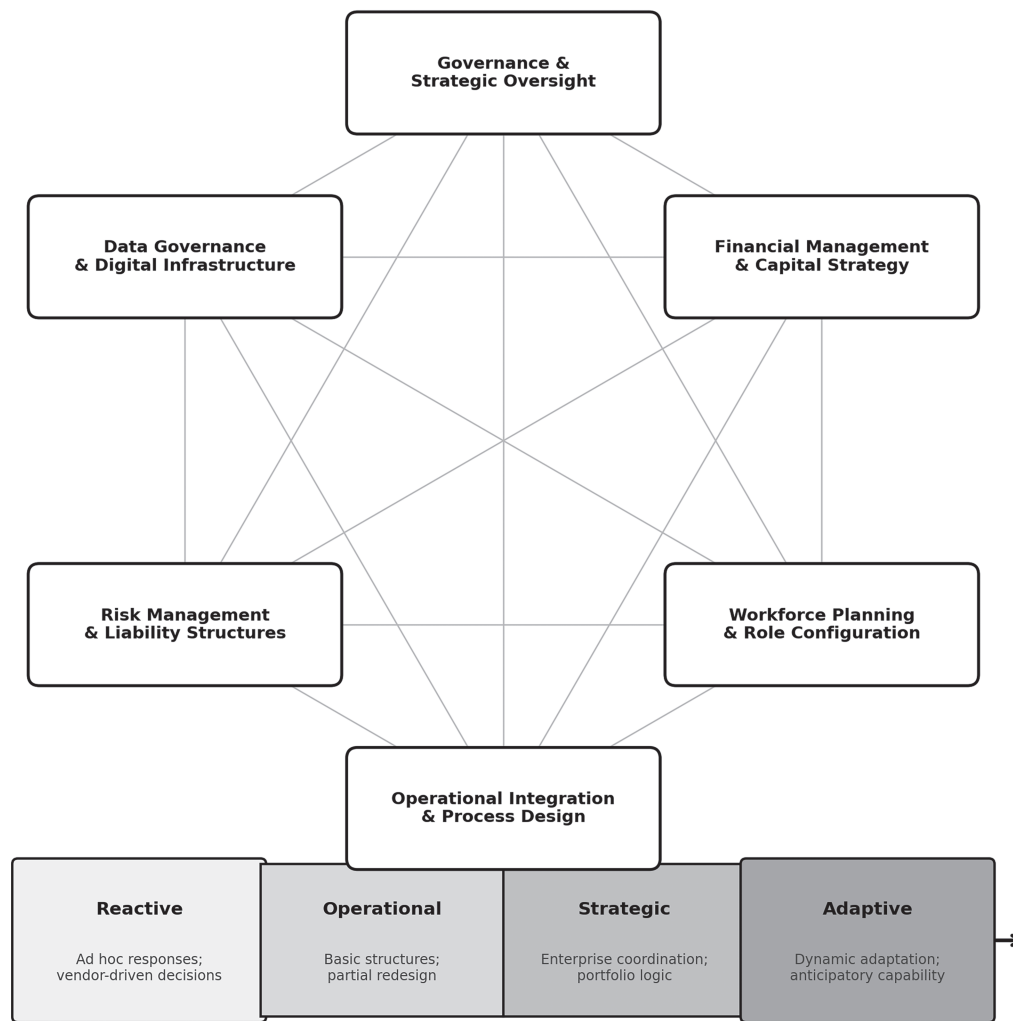 Governance &
Strategic Oversight
Data Governance
& Digital Infrastructure
Financial Management
& Capital Strategy
Risk Management
& Liability Structures
Workforce Planning
& Role Configuration
Operational Integration
& Process Design
Reactive
Ad hoc responses;
vendor-driven decisions
Operational
Basic structures;
partial redesign
Strategic
Enterprise coordination;
portfolio logic
Adaptive
Dynamic adaptation;
anticipatory capability